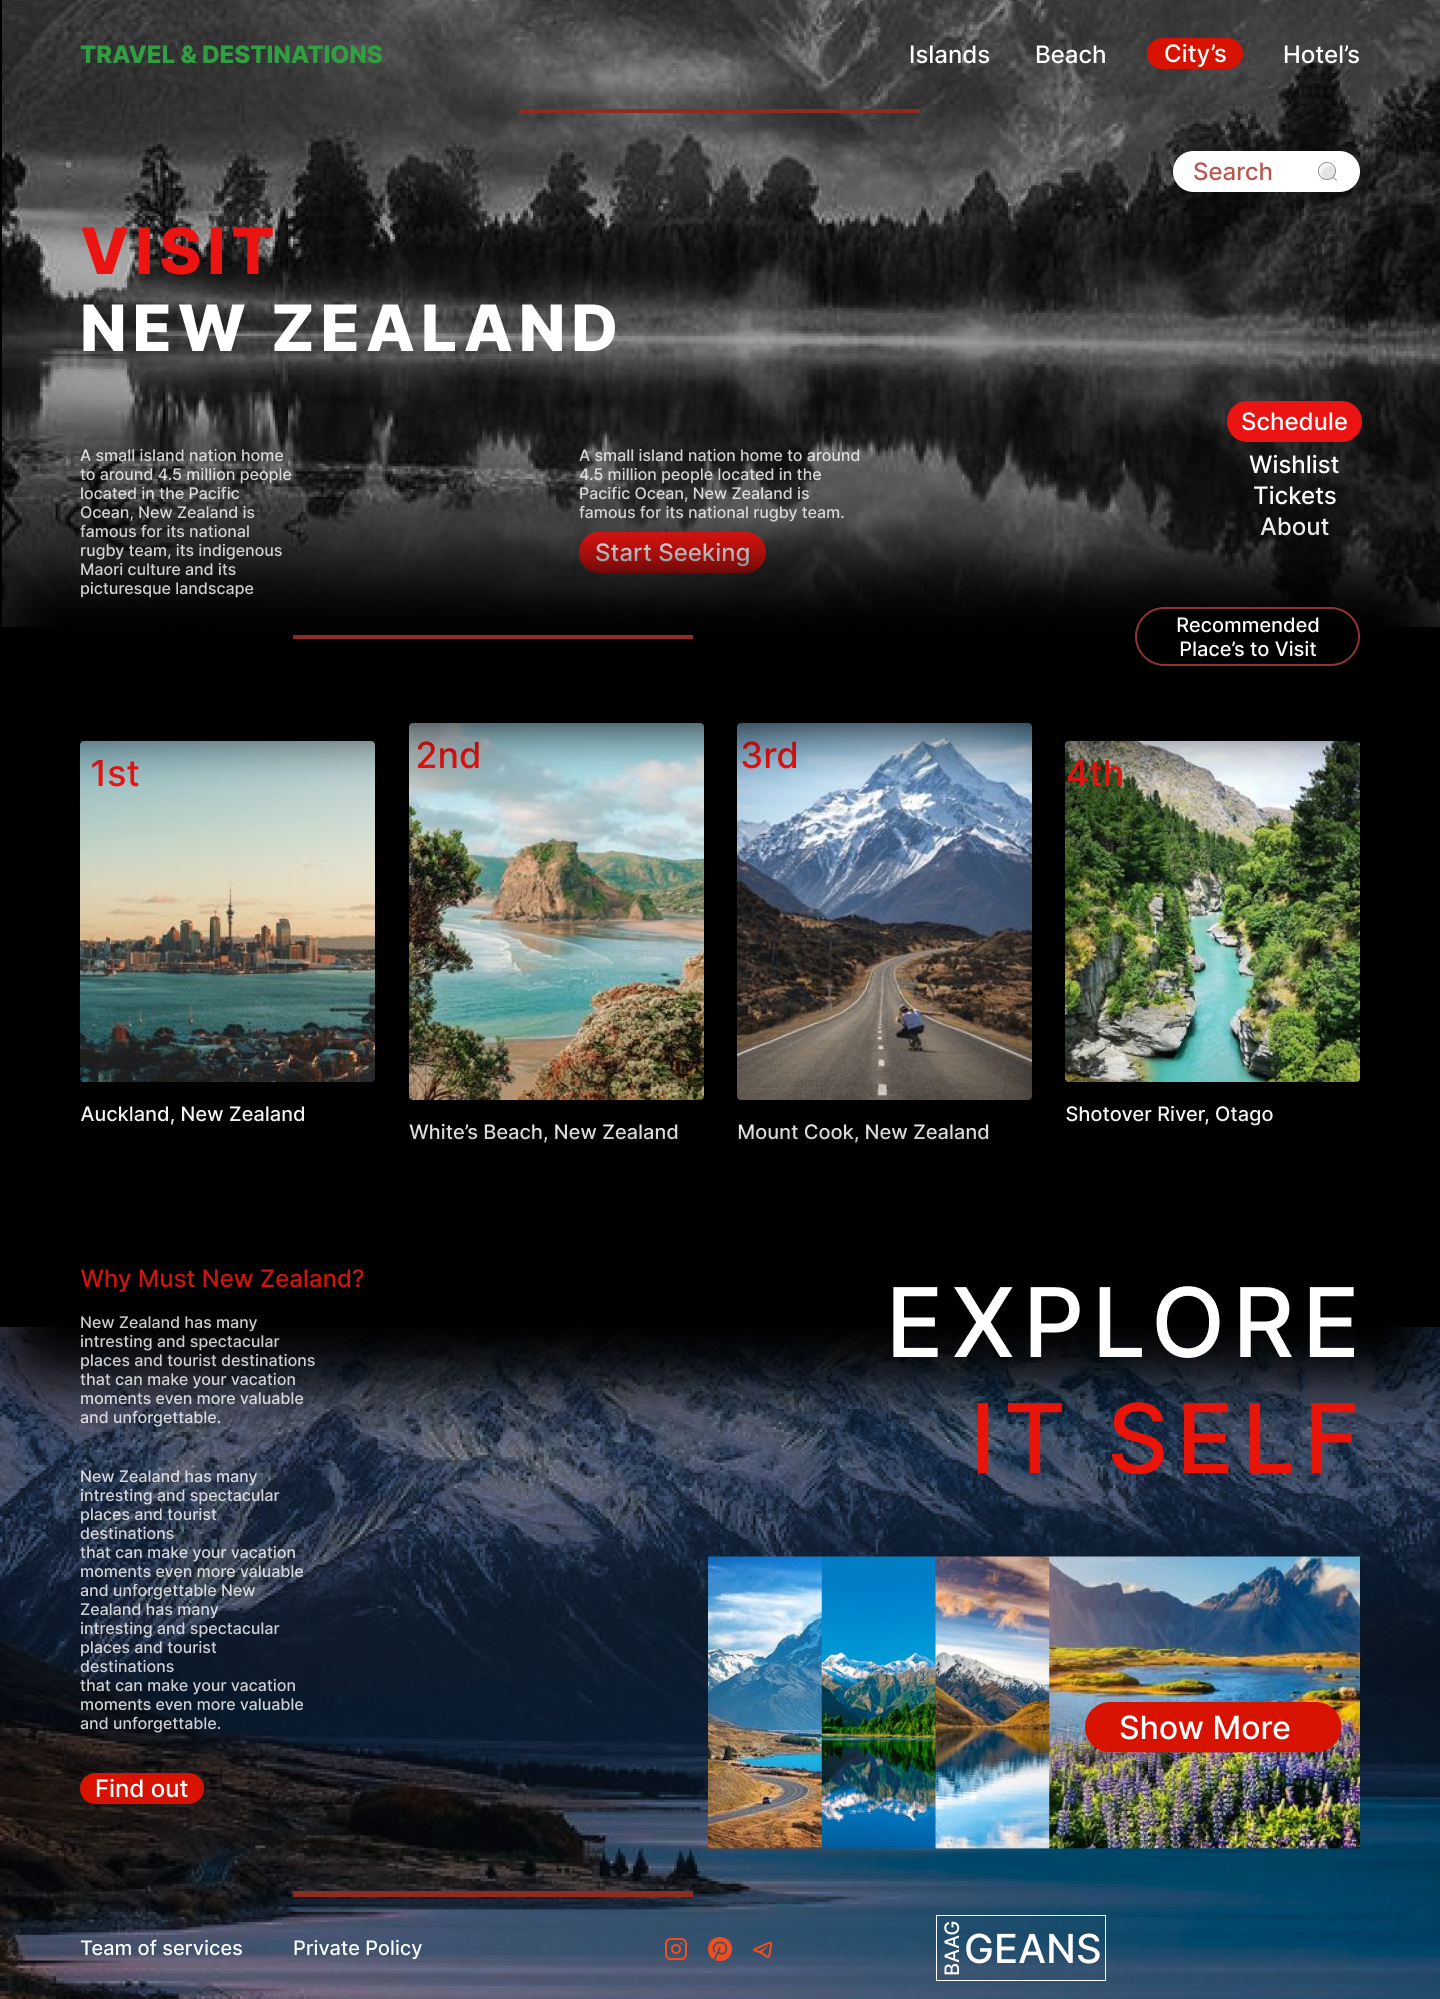 TRAVEL & DESTINATIONS
Islands
Beach
City’s
Hotel’s
Search
VISIT
NEW ZEALAND
A small island nation home
to around 4.5 million people
located in the Pacific
Ocean, New Zealand is
famous for its national
rugby team, its indigenous
Maori culture and its
picturesque landscape
A small island nation home to around
4.5 million people located in the
Pacific Ocean, New Zealand is
famous for its national rugby team.
Start Seeking
Schedule
Wishlist
Tickets
About
Recommended
Place’s to Visit
1st
2nd
3rd
4th
Auckland, New Zealand
White’s Beach, New Zealand
Mount Cook, New Zealand
Shotover River, Otago
Why Must New Zealand?
New Zealand has many
intresting and spectacular
places and tourist destinations
that can make your vacation
moments even more valuable
and unforgettable.
New Zealand has many
intresting and spectacular
places and tourist
destinations
that can make your vacation
moments even more valuable
and unforgettable New
Zealand has many
intresting and spectacular
places and tourist
destinations
that can make your vacation
moments even more valuable
and unforgettable.
Find out
EXPLORE
IT SELF
Show More
Team of services
Private Policy
BAAG
GEANS